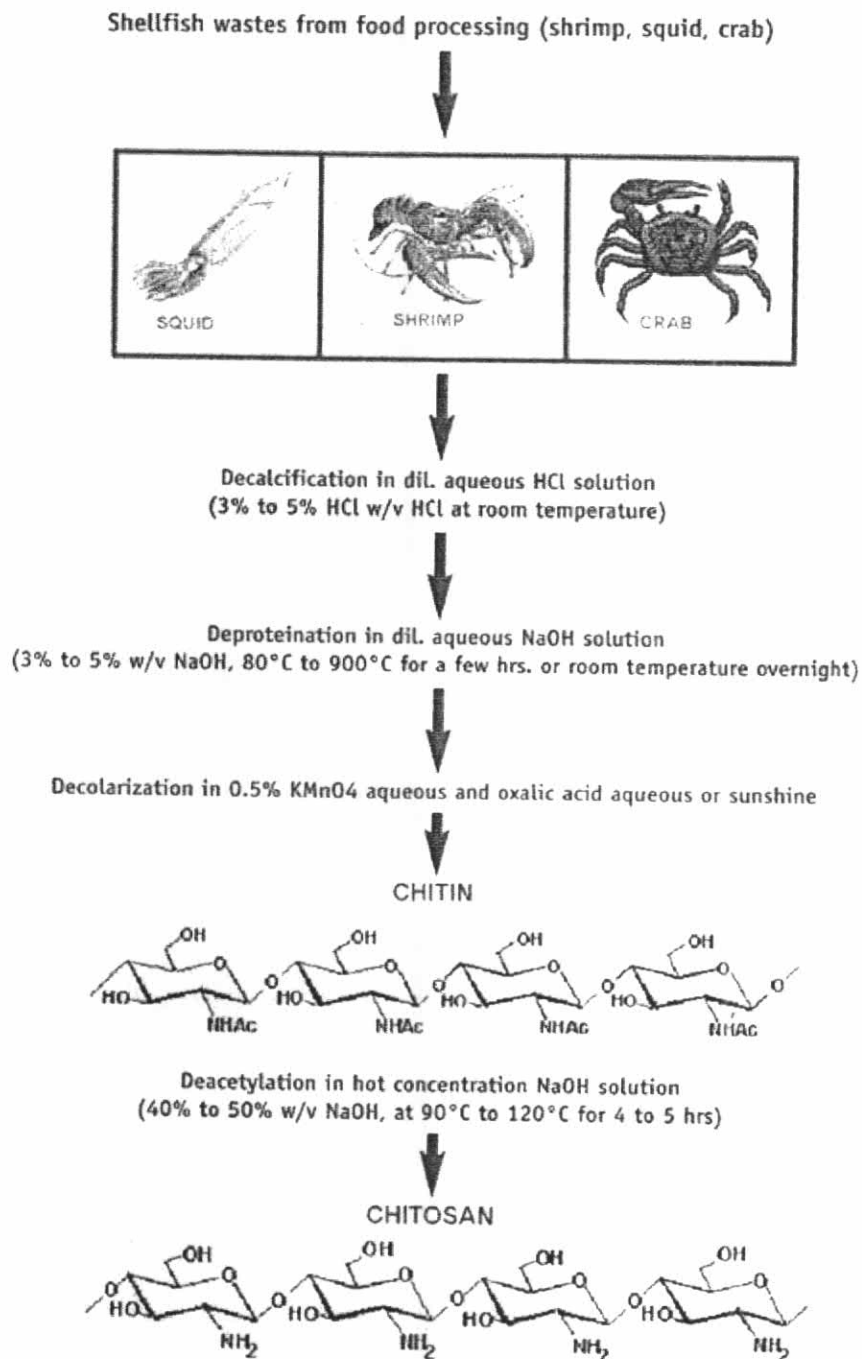 Shellfish wastes from food processing (shrimp, squid, crab)
SQUID
SHRIMP
CRAB
Decalcification in dil. aqueous HCl solution
(3% to 5% HCl w/v HCl at room temperature)
Deproteination in dil. aqueous NaOH solution
(3% to 5% w/v NaOH, 80°C to 900°C for a few hrs. or room temperature overnight)
Decolarization in 0.5% KMnO4 aqueous and oxalic acid aqueous or sunshine
CHITIN
OH OH OH OH
O O O O
O O O O
HO HO HO HO
NHAc NHAc NHAc NHAc
Deacetylation in hot concentration NaOH solution
(40% to 50% w/v NaOH, at 90°C to 120°C for 4 to 5 hrs)
CHITOSAN
OH OH OH OH
O O O O
O O O O
HO HO HO HO
NH2 NH2 NH2 NH2